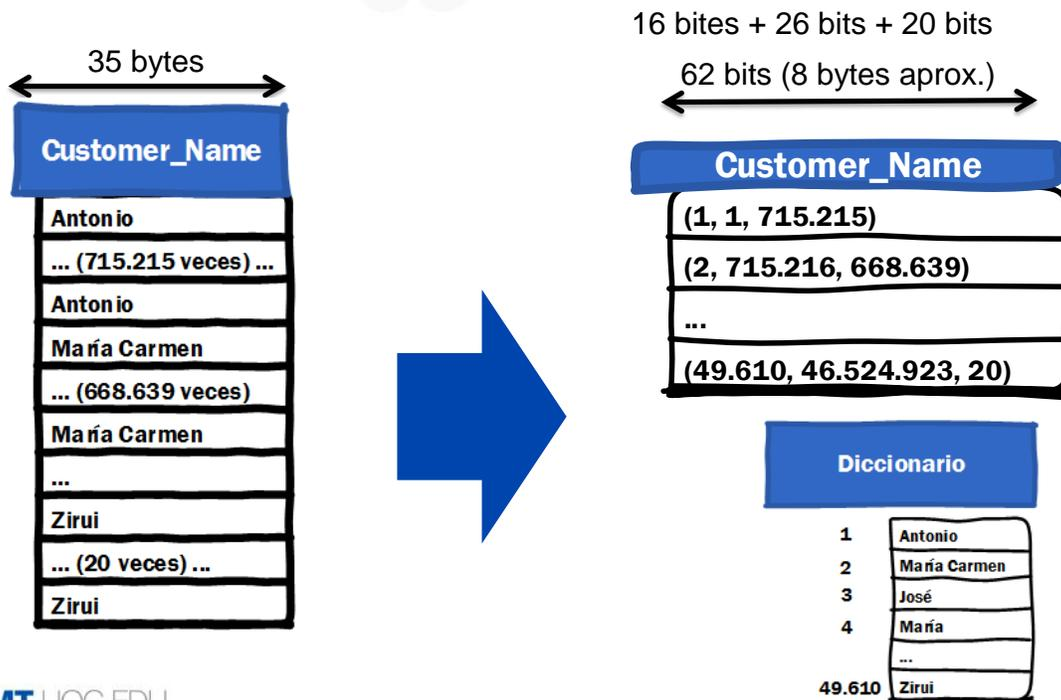 35 bytes
Customer_Name
Antonio
... (715.215 veces) ...
Antonio
María Carmen
... (668.639 veces)
María Carmen
...
Zirui
... (20 veces) ...
Zirui
16 bites + 26 bits + 20 bits
62 bits (8 bytes aprox.)
Customer_Name
(1, 1, 715.215)
(2, 715.216, 668.639)
...
(49.610, 46.524.923, 20)
Diccionario
1 Antonio
2 María Carmen
3 José
4 María
...
49.610 Zirui